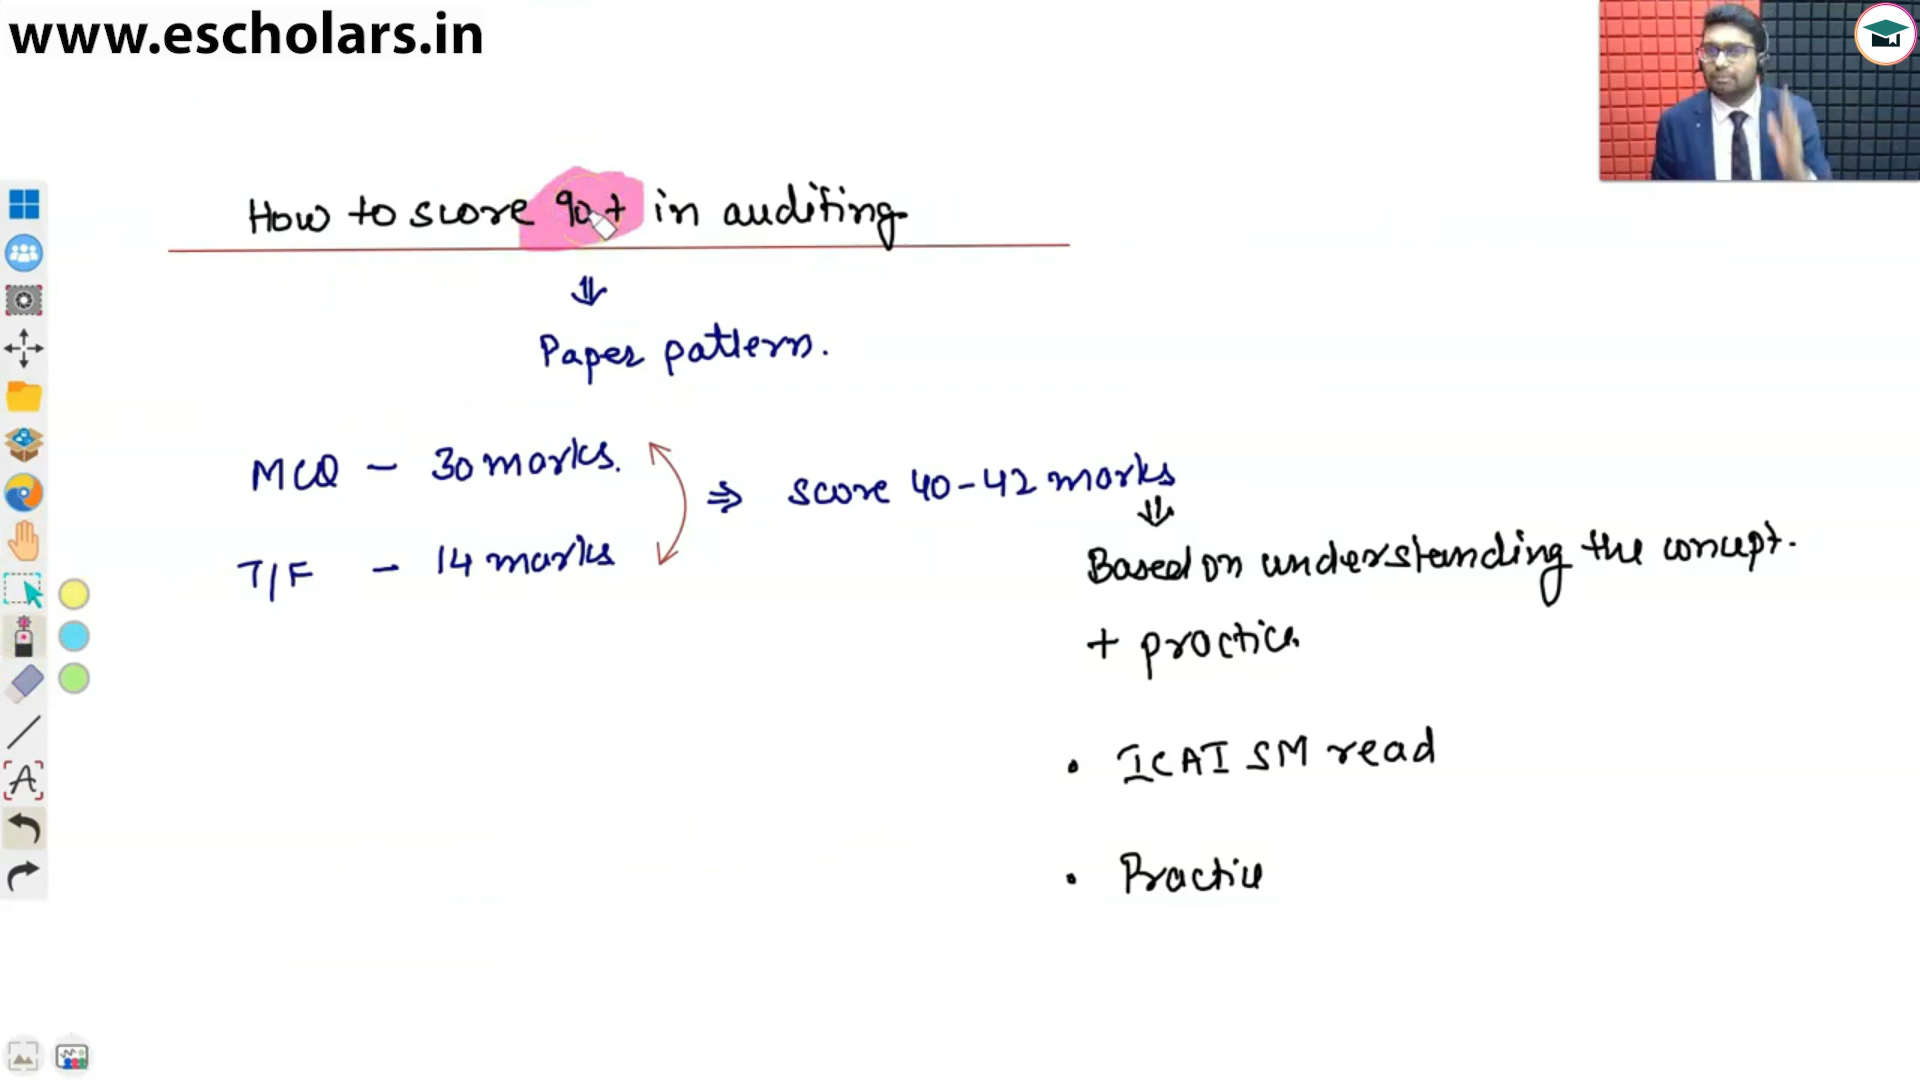 www.escholars.in
How to score 90+ in auditing
⇓
Paper pattern.
MCQ - 30 marks.
T/F - 14 marks
⇒ score 40-42 marks
⇓
Based on understanding the concept.
+ practice
• ICAI SM read
• Practice